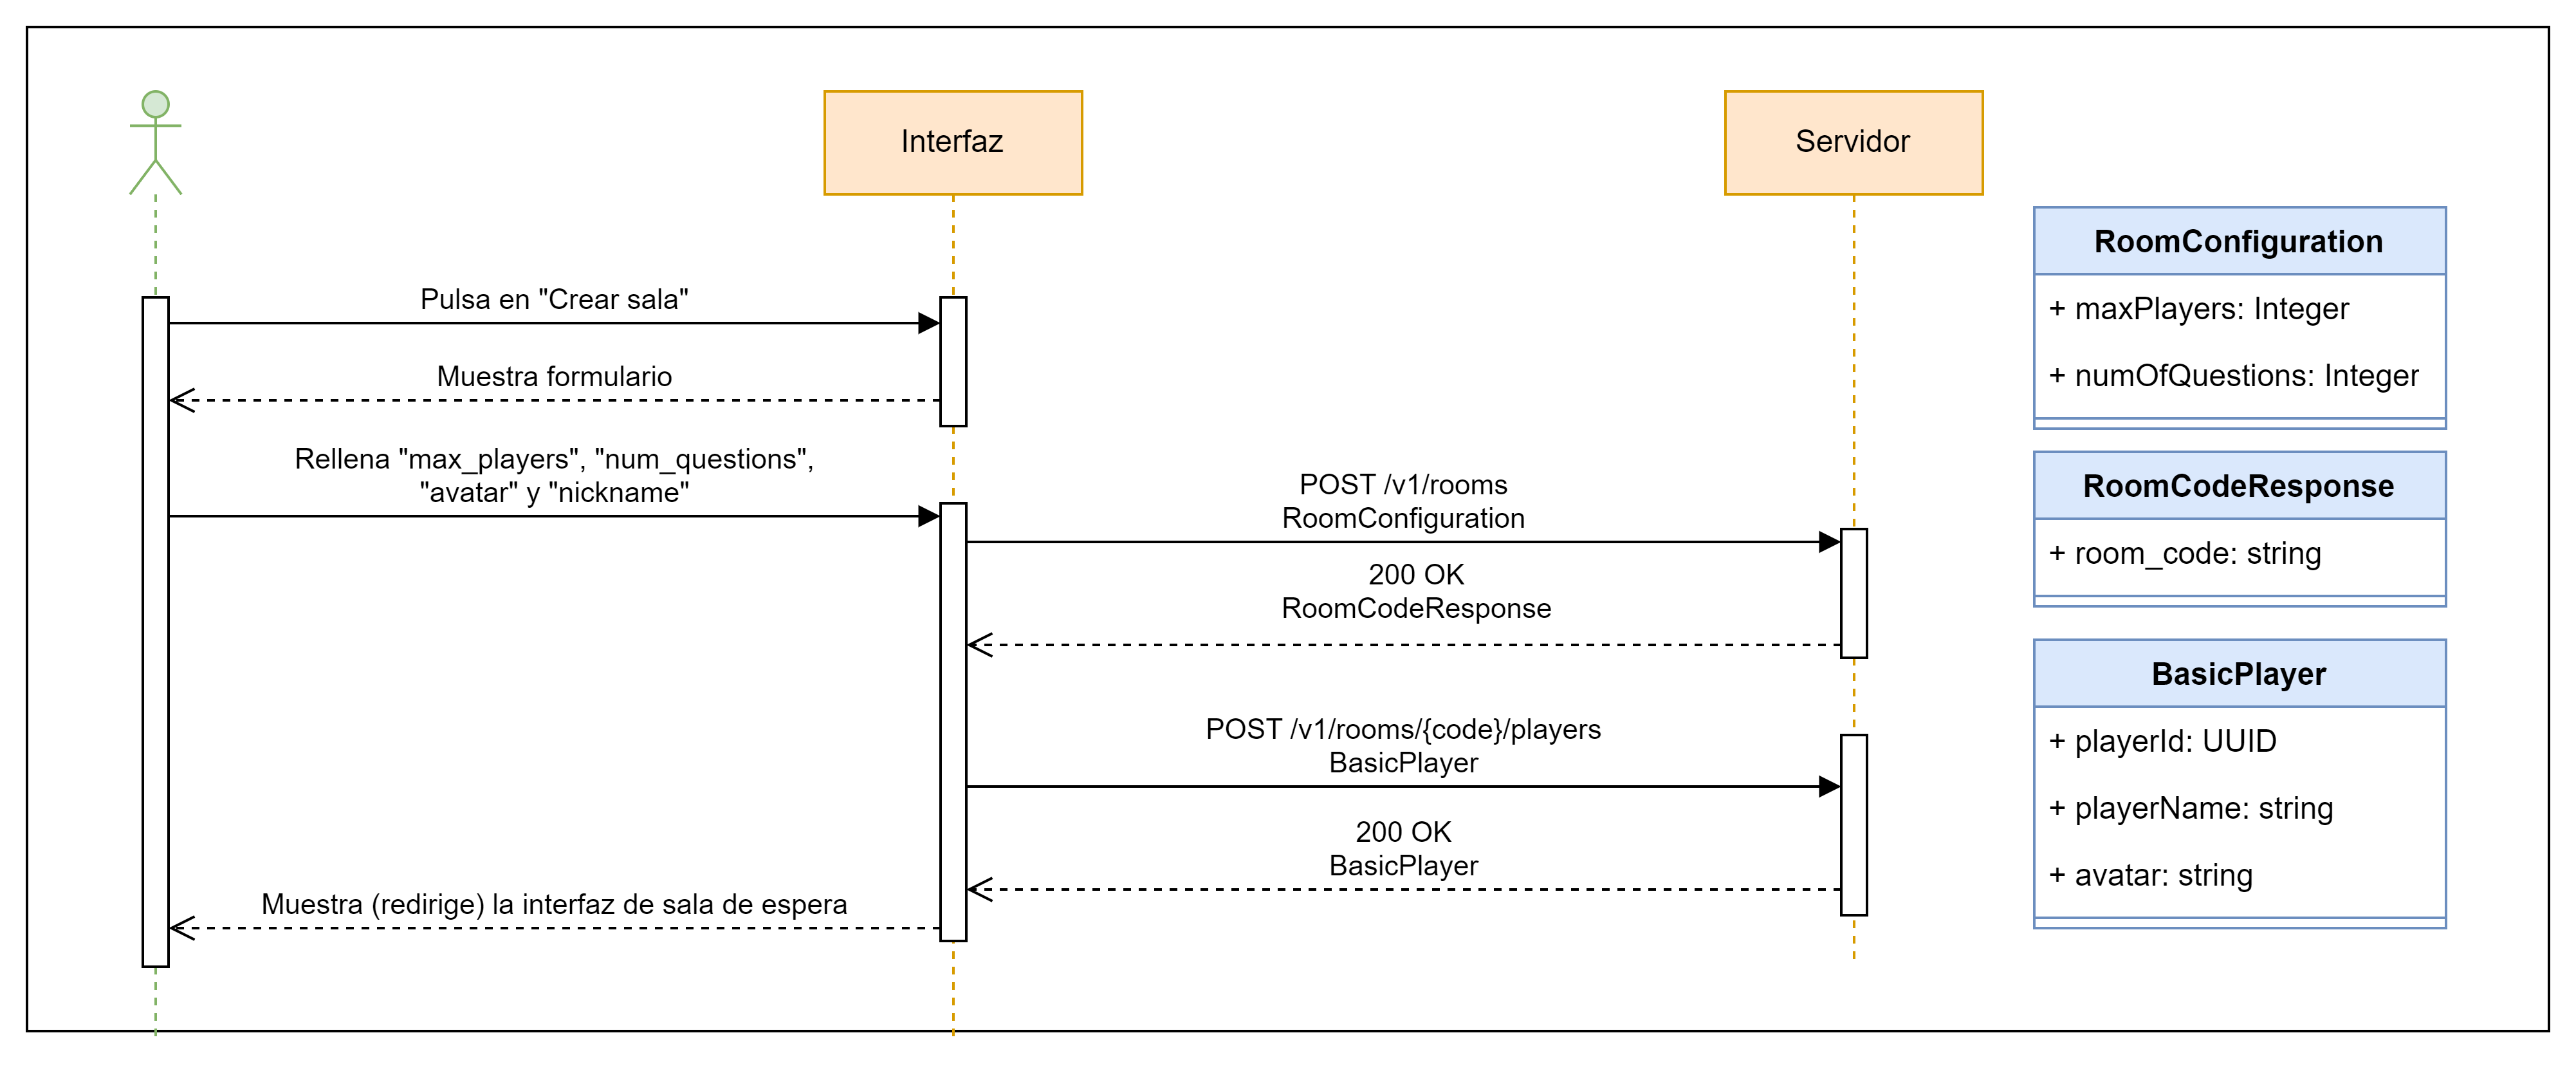 Interfaz
Servidor
Pulsa en "Crear sala"
Muestra formulario
Rellena "max_players", "num_questions",
"avatar" y "nickname"
POST /v1/rooms
RoomConfiguration
200 OK
RoomCodeResponse
POST /v1/rooms/{code}/players
BasicPlayer
200 OK
BasicPlayer
Muestra (redirige) la interfaz de sala de espera
RoomConfiguration
+ maxPlayers: Integer
+ numOfQuestions: Integer
RoomCodeResponse
+ room_code: string
BasicPlayer
+ playerId: UUID
+ playerName: string
+ avatar: string